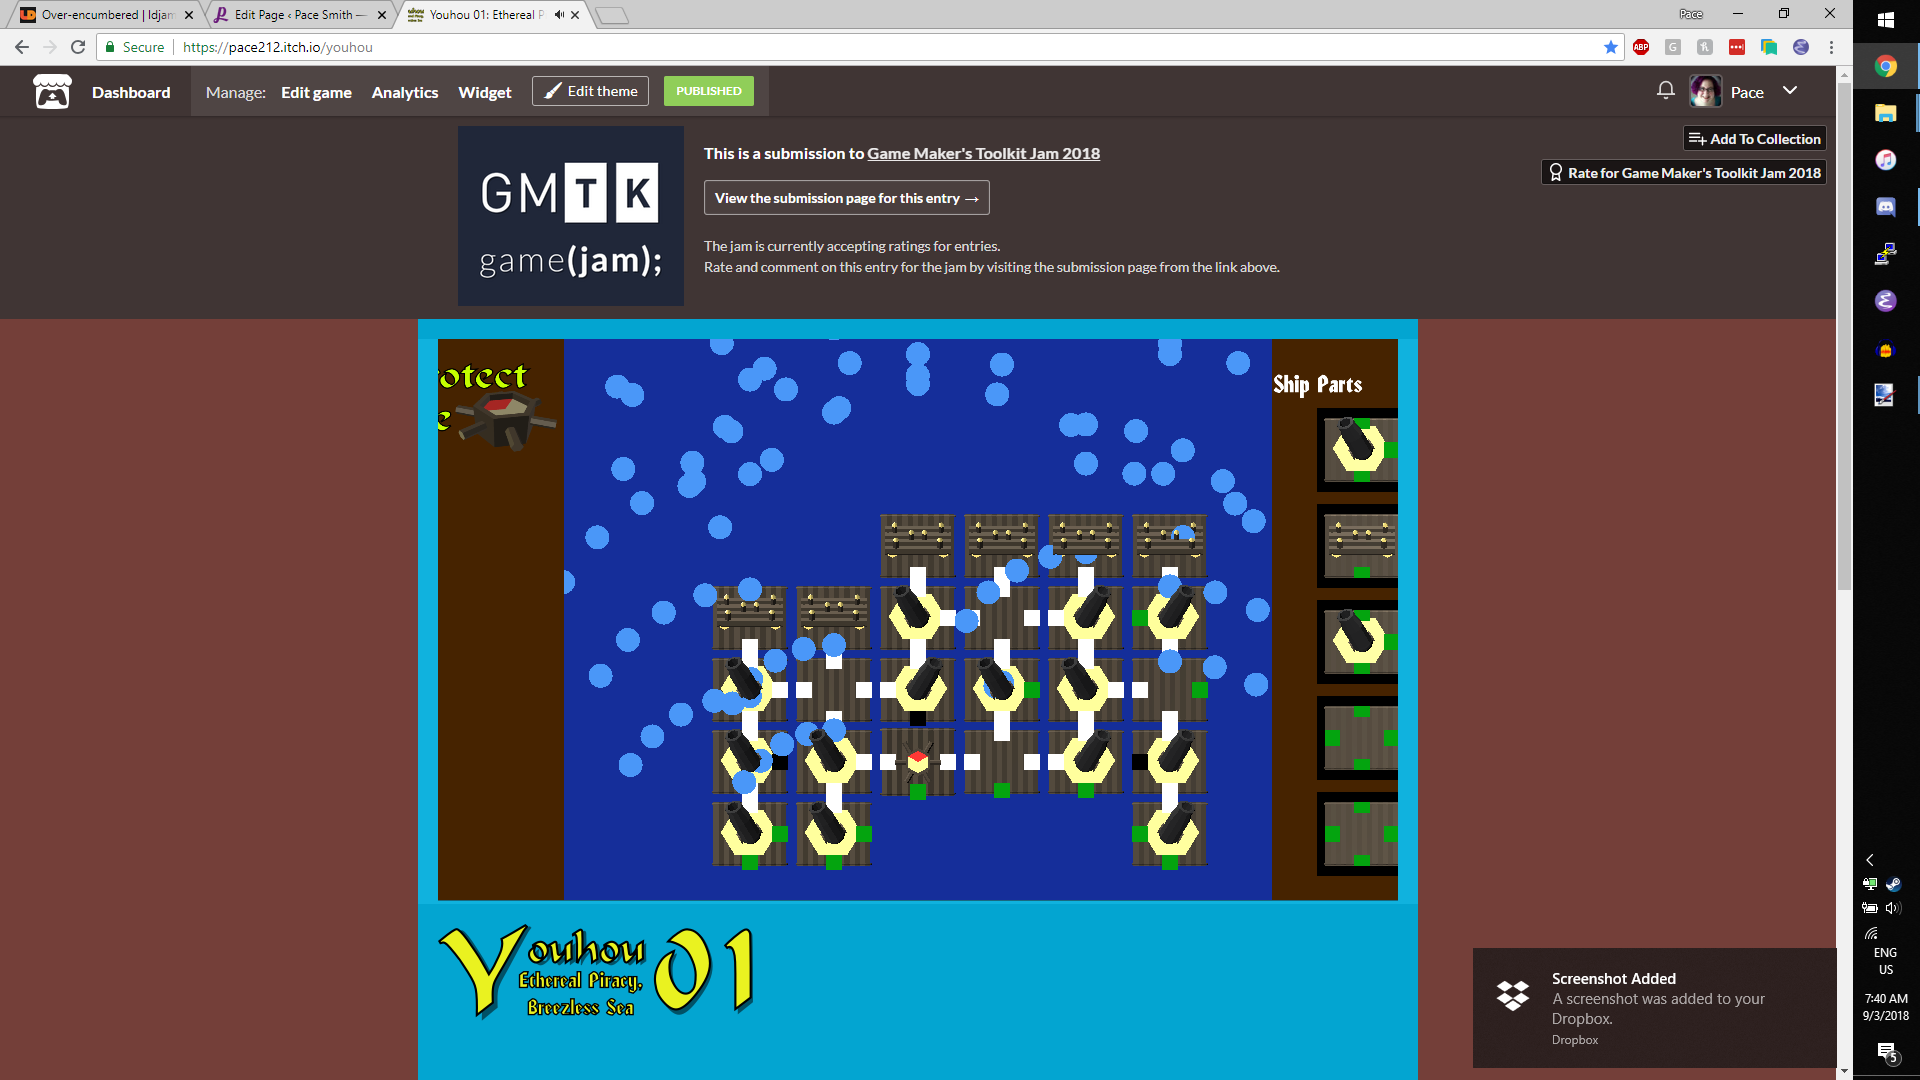 Over-encumbered | ldjam
Edit Page ‹ Pace Smith —
Youhou 01: Ethereal P
Pace
Secure
https://pace212.itch.io/youhou
ABP
Dashboard
Manage:
Edit game
Analytics
Widget
Edit theme
PUBLISHED
Pace
GMTK
game(jam);
This is a submission to Game Maker's Toolkit Jam 2018
View the submission page for this entry →
The jam is currently accepting ratings for entries.
Rate and comment on this entry for the jam by visiting the submission page from the link above.
Add To Collection
Rate for Game Maker's Toolkit Jam 2018
otect
e
Ship Parts
Youhou 01
Ethereal Piracy,
Breezless Sea
Screenshot Added
A screenshot was added to your
Dropbox.
Dropbox
ENG
US
7:40 AM
9/3/2018
5